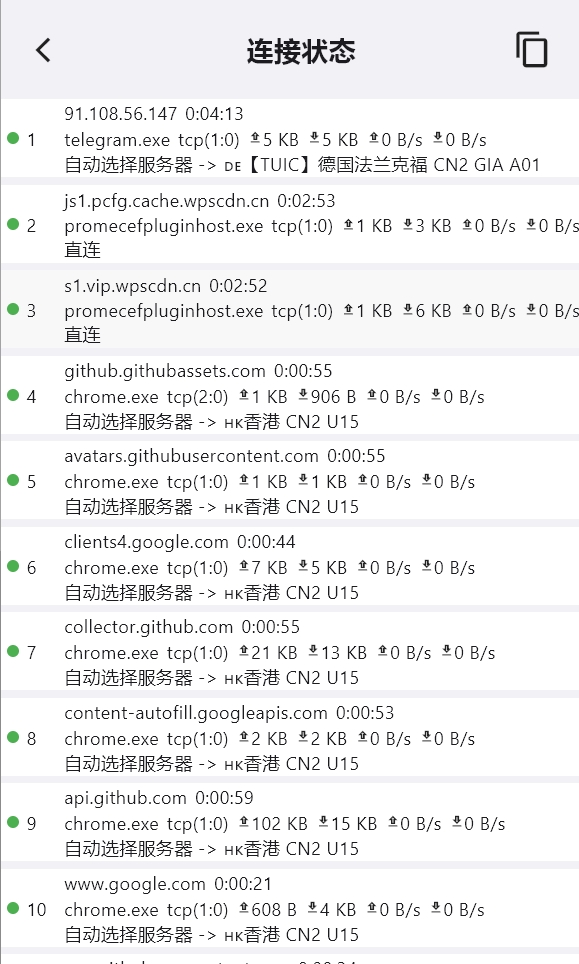 连接状态
91.108.56.147 0:04:13
1 telegram.exe tcp(1:0) 5 KB 5 KB 0 B/s 0 B/s
自动选择服务器 -> DE【TUIC】德国法兰克福 CN2 GIA A01
js1.pcfg.cache.wpscdn.cn 0:02:53
2 promecefpluginhost.exe tcp(1:0) 1 KB 3 KB 0 B/s 0 B/s
直连
s1.vip.wpscdn.cn 0:02:52
3 promecefpluginhost.exe tcp(1:0) 1 KB 6 KB 0 B/s 0 B/s
直连
github.githubassets.com 0:00:55
4 chrome.exe tcp(2:0) 1 KB 906 B 0 B/s 0 B/s
自动选择服务器 -> HK香港 CN2 U15
avatars.githubusercontent.com 0:00:55
5 chrome.exe tcp(1:0) 1 KB 1 KB 0 B/s 0 B/s
自动选择服务器 -> HK香港 CN2 U15
clients4.google.com 0:00:44
6 chrome.exe tcp(1:0) 7 KB 5 KB 0 B/s 0 B/s
自动选择服务器 -> HK香港 CN2 U15
collector.github.com 0:00:55
7 chrome.exe tcp(1:0) 21 KB 13 KB 0 B/s 0 B/s
自动选择服务器 -> HK香港 CN2 U15
content-autofill.googleapis.com 0:00:53
8 chrome.exe tcp(1:0) 2 KB 2 KB 0 B/s 0 B/s
自动选择服务器 -> HK香港 CN2 U15
api.github.com 0:00:59
9 chrome.exe tcp(1:0) 102 KB 15 KB 0 B/s 0 B/s
自动选择服务器 -> HK香港 CN2 U15
www.google.com 0:00:21
10 chrome.exe tcp(1:0) 608 B 4 KB 0 B/s 0 B/s
自动选择服务器 -> HK香港 CN2 U15